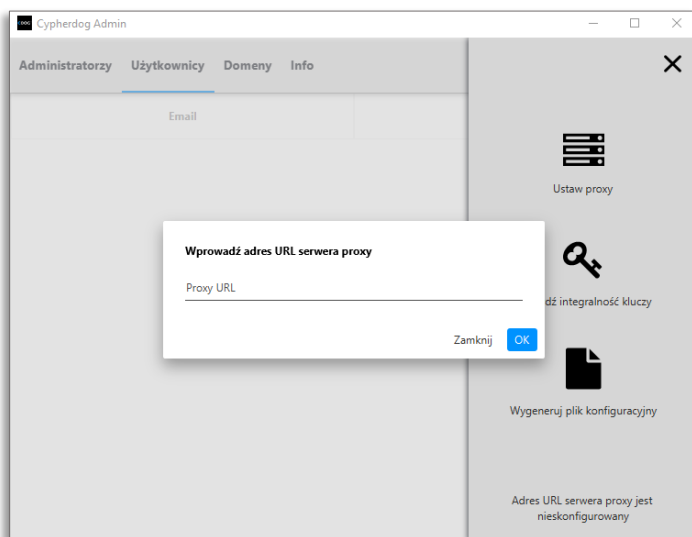 Cypherdog Admin
Administratorzy Użytkownicy Domeny Info
Email
Ustaw proxy
Wprowadź adres URL serwera proxy
Proxy URL
Zamknij OK
dź integralność kluczy
Wygeneruj plik konfiguracyjny
Adres URL serwera proxy jest
nieskonfigurowany